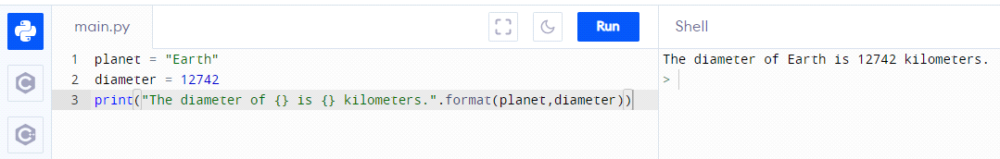 main.py
Run
Shell
1 planet = "Earth"
2 diameter = 12742
3 print("The diameter of {} is {} kilometers.".format(planet,diameter))
The diameter of Earth is 12742 kilometers.
>
C
C++